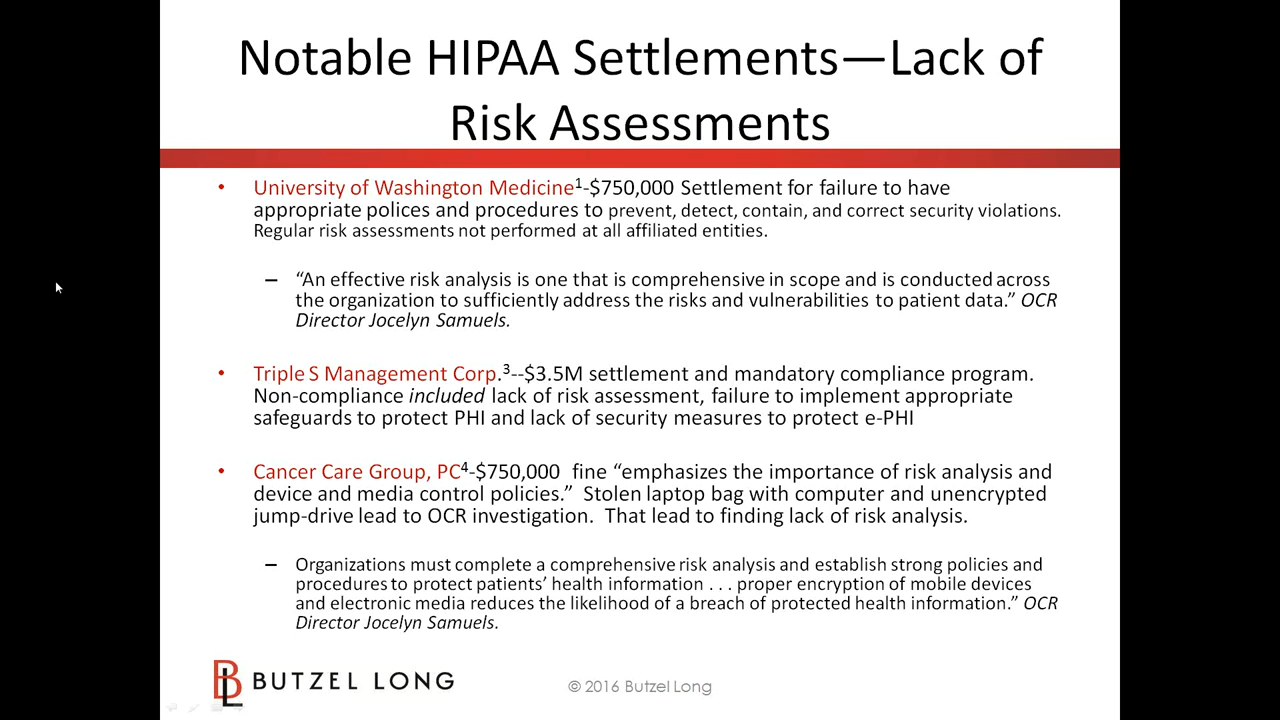 Notable HIPAA Settlements—Lack of
Risk Assessments
• University of Washington Medicine1-$750,000 Settlement for failure to have
appropriate polices and procedures to prevent, detect, contain, and correct security violations.
Regular risk assessments not performed at all affiliated entities.
– “An effective risk analysis is one that is comprehensive in scope and is conducted across
the organization to sufficiently address the risks and vulnerabilities to patient data.” OCR
Director Jocelyn Samuels.
• Triple S Management Corp.3--$3.5M settlement and mandatory compliance program.
Non-compliance included lack of risk assessment, failure to implement appropriate
safeguards to protect PHI and lack of security measures to protect e-PHI
• Cancer Care Group, PC4-$750,000 fine “emphasizes the importance of risk analysis and
device and media control policies.” Stolen laptop bag with computer and unencrypted
jump-drive lead to OCR investigation. That lead to finding lack of risk analysis.
– Organizations must complete a comprehensive risk analysis and establish strong policies and
procedures to protect patients’ health information . . . proper encryption of mobile devices
and electronic media reduces the likelihood of a breach of protected health information.” OCR
Director Jocelyn Samuels.
BL BUTZEL LONG
© 2016 Butzel Long